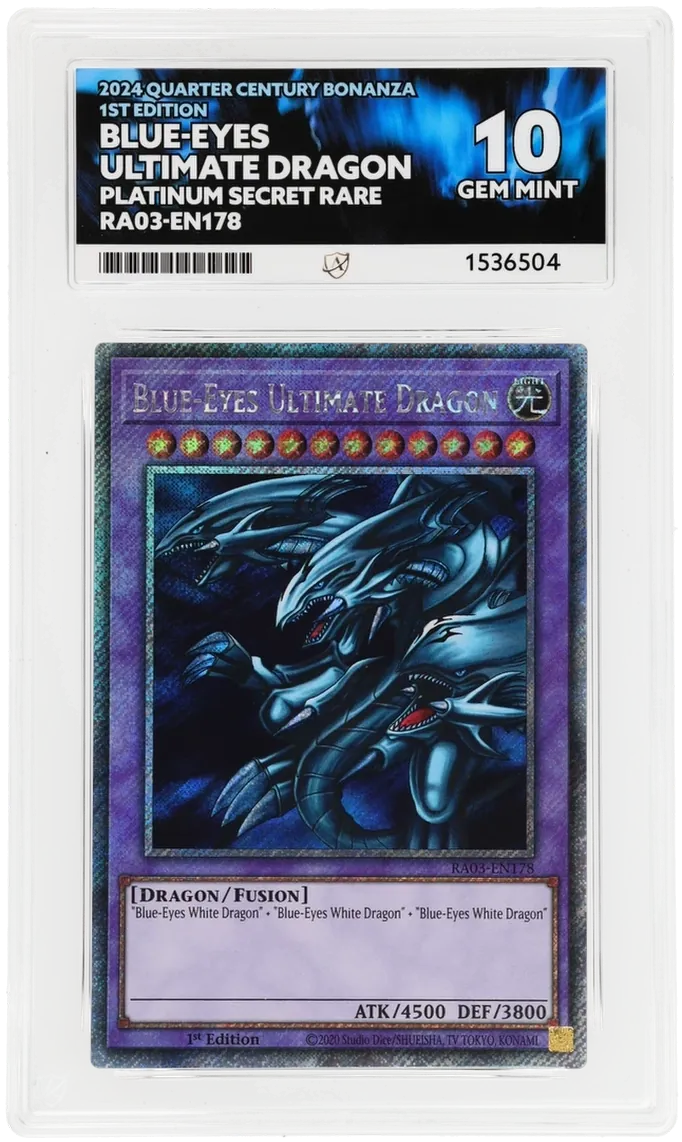 2024 QUARTER CENTURY BONANZA
1ST EDITION
BLUE-EYES
ULTIMATE DRAGON
PLATINUM SECRET RARE
RA03-EN178
10
GEM MINT
1536504
BLUE-EYES ULTIMATE DRAGON
LIGHT
光
RA03-EN178
[DRAGON/FUSION]
"Blue-Eyes White Dragon" + "Blue-Eyes White Dragon" + "Blue-Eyes White Dragon"
ATK/4500 DEF/3800
1st Edition
©2020 Studio Dice/SHUEISHA, TV TOKYO, KONAMI